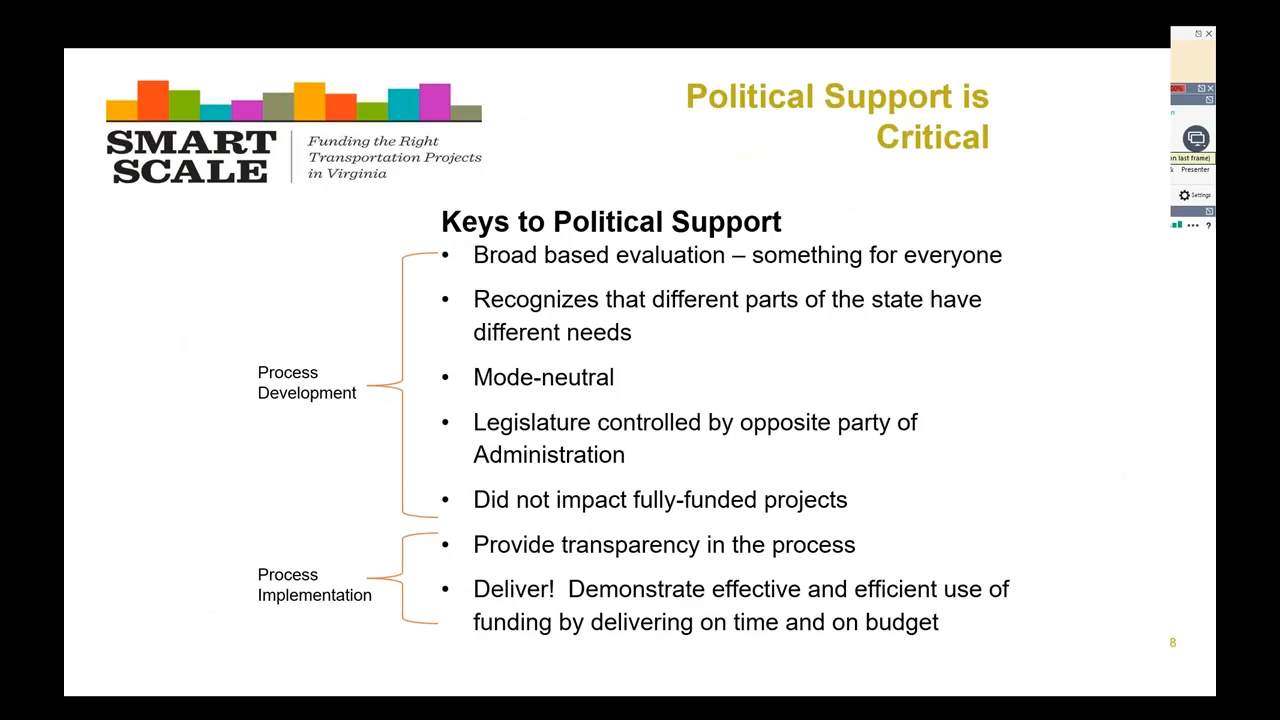 Political Support is
Critical
SMART
SCALE
Funding the Right
Transportation Projects
in Virginia
Keys to Political Support
• Broad based evaluation – something for everyone
• Recognizes that different parts of the state have
different needs
• Mode-neutral
• Legislature controlled by opposite party of
Administration
• Did not impact fully-funded projects
• Provide transparency in the process
• Deliver!  Demonstrate effective and efficient use of
funding by delivering on time and on budget
Process
Development
Process
Implementation
8
on last frame)
Presenter
Settings
?